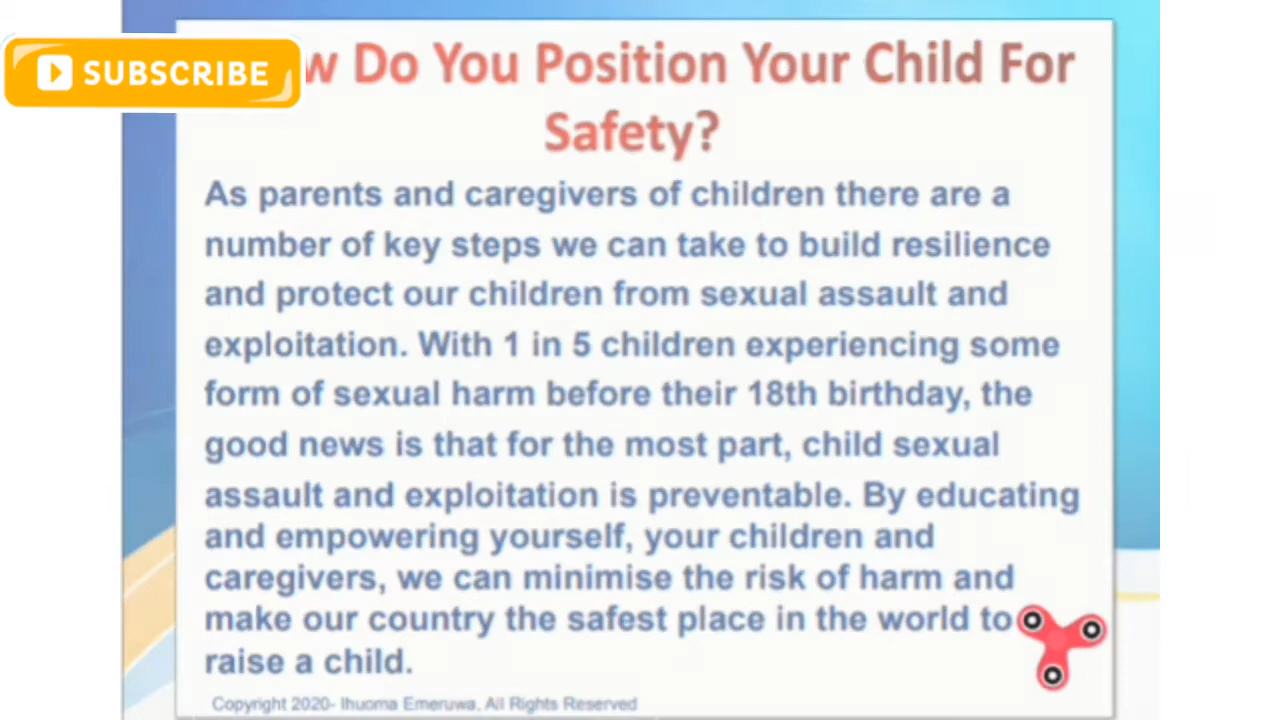 SUBSCRIBE
w Do You Position Your Child For
Safety?
As parents and caregivers of children there are a
number of key steps we can take to build resilience
and protect our children from sexual assault and
exploitation. With 1 in 5 children experiencing some
form of sexual harm before their 18th birthday, the
good news is that for the most part, child sexual
assault and exploitation is preventable. By educating
and empowering yourself, your children and
caregivers, we can minimise the risk of harm and
make our country the safest place in the world to
raise a child.
Copyright 2020- Ihuoma Emeruwa, All Rights Reserved